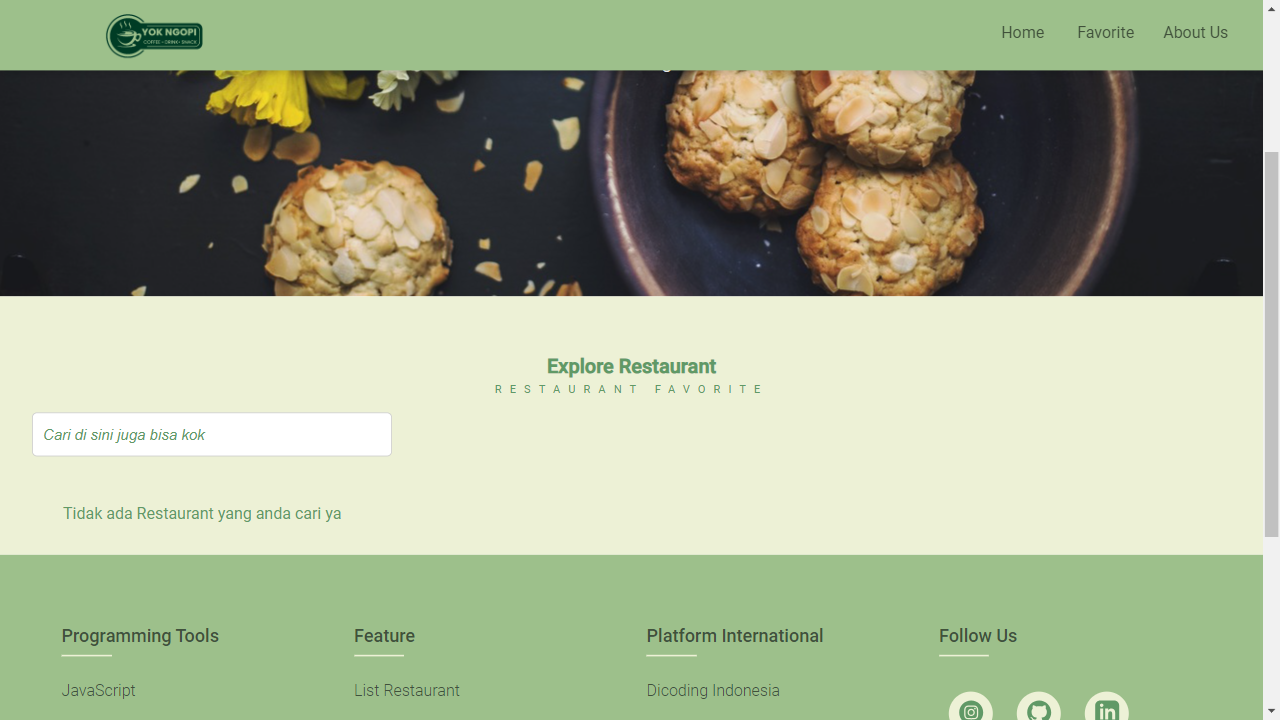 YOK NGOPI
COFFEE • DRINK • SNACK
Home
Favorite
About Us
Explore Restaurant
RESTAURANT FAVORITE
Cari di sini juga bisa kok
Tidak ada Restaurant yang anda cari ya
Programming Tools
Feature
Platform International
Follow Us
JavaScript
List Restaurant
Dicoding Indonesia
in